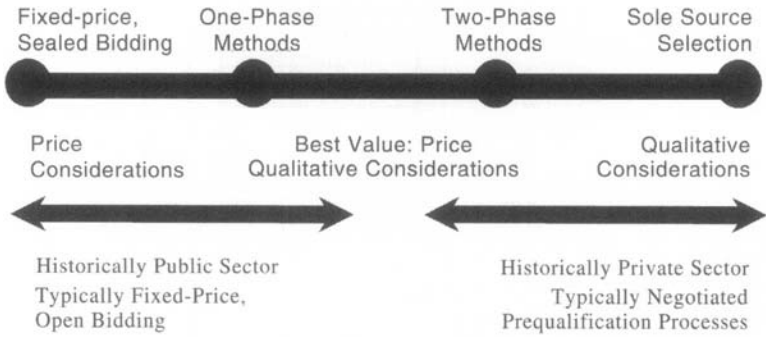 Fixed-price,
Sealed Bidding
One-Phase
Methods
Two-Phase
Methods
Sole Source
Selection
Price
Considerations
Best Value: Price
Qualitative Considerations
Qualitative
Considerations
Historically Public Sector
Typically Fixed-Price,
Open Bidding
Historically Private Sector
Typically Negotiated
Prequalification Processes